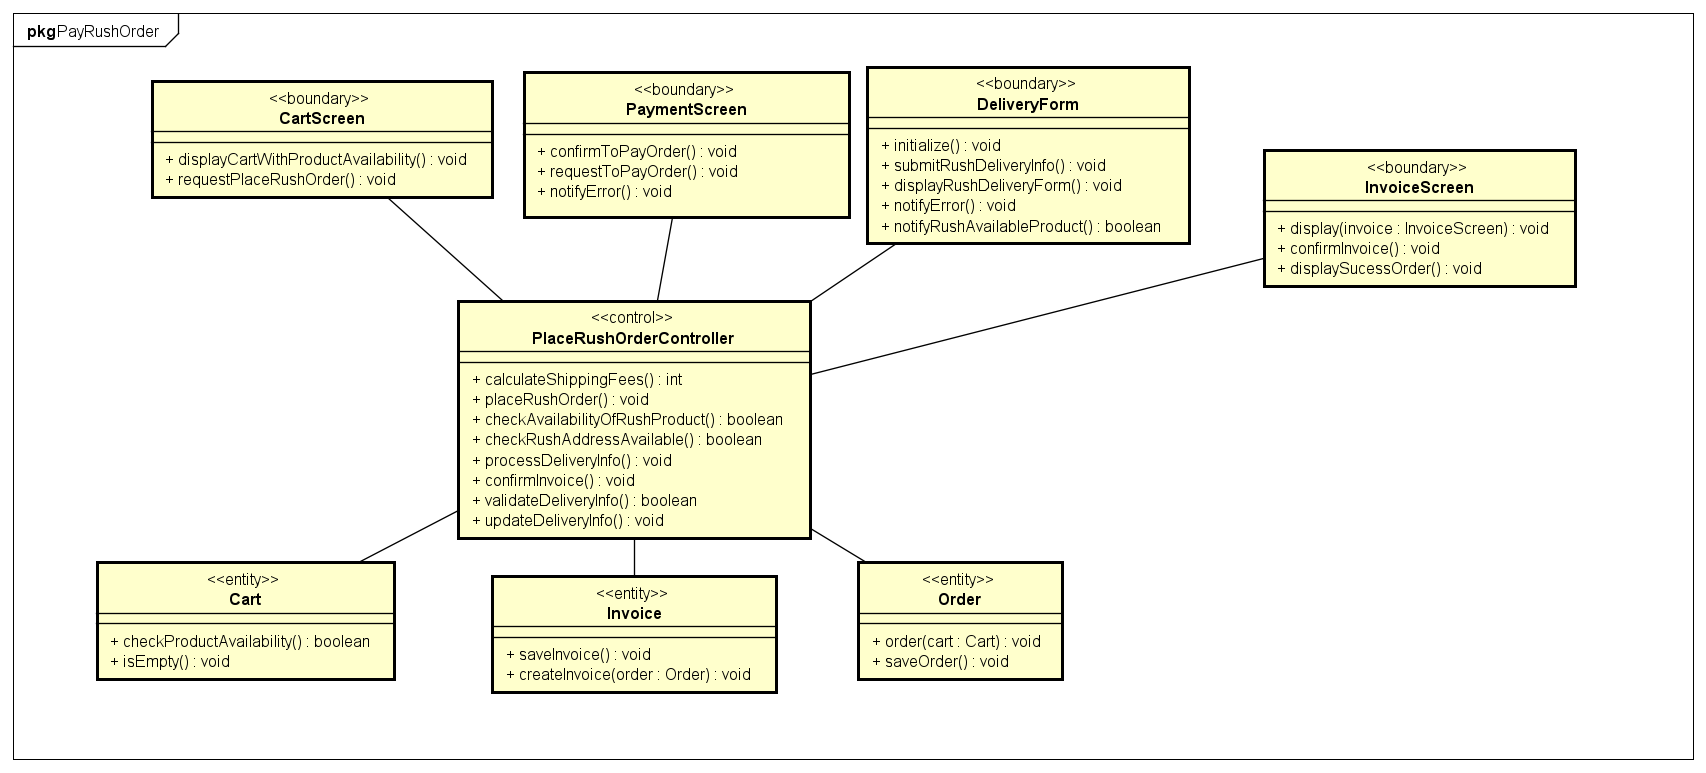 pkg PayRushOrder
<<boundary>>
CartScreen
+ displayCartWithProductAvailability() : void
+ requestPlaceRushOrder() : void
<<boundary>>
PaymentScreen
+ confirmToPayOrder() : void
+ requestToPayOrder() : void
+ notifyError() : void
<<boundary>>
DeliveryForm
+ initialize() : void
+ submitRushDeliveryInfo() : void
+ displayRushDeliveryForm() : void
+ notifyError() : void
+ notifyRushAvailableProduct() : boolean
<<boundary>>
InvoiceScreen
+ display(invoice : InvoiceScreen) : void
+ confirmInvoice() : void
+ displaySucessOrder() : void
<<control>>
PlaceRushOrderController
+ calculateShippingFees() : int
+ placeRushOrder() : void
+ checkAvailabilityOfRushProduct() : boolean
+ checkRushAddressAvailable() : boolean
+ processDeliveryInfo() : void
+ confirmInvoice() : void
+ validateDeliveryInfo() : boolean
+ updateDeliveryInfo() : void
<<entity>>
Cart
+ checkProductAvailability() : boolean
+ isEmpty() : void
<<entity>>
Invoice
+ saveInvoice() : void
+ createInvoice(order : Order) : void
<<entity>>
Order
+ order(cart : Cart) : void
+ saveOrder() : void